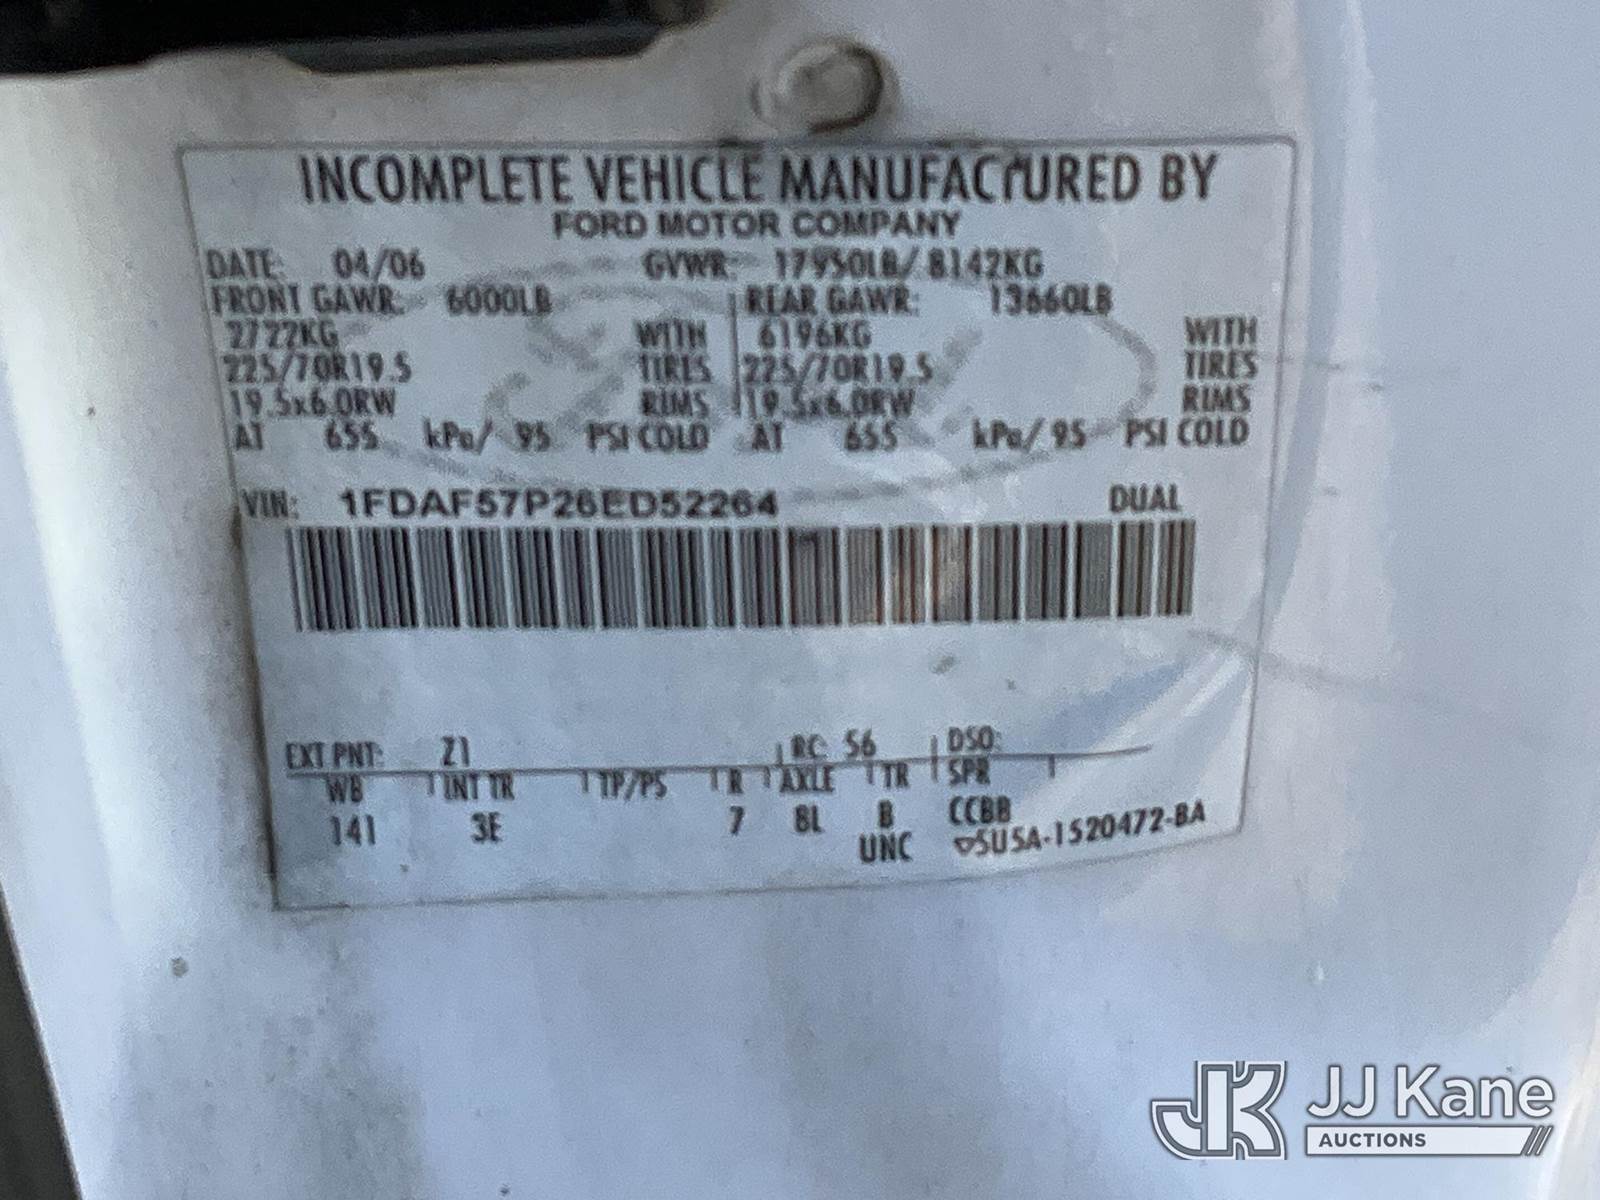 INCOMPLETE VEHICLE MANUFACTURED BY
FORD MOTOR COMPANY
DATE: 04/06 GVWR: 17950LB/ 8142KG
FRONT GAWR: 6000LB REAR GAWR: 13660LB
2722KG WITH 6196KG WITH
225/70R19.5 TIRES 225/70R19.5 TIRES
19.5x6.0RW RIMS 19.5x6.0RW RIMS
AT 655 kPa/ 95 PSI COLD AT 655 kPa/ 95 PSI COLD
VIN: 1FDAF57P26ED52264 DUAL
EXT PNT: Z1 RC: 56 DSO:
WB INT TR TP/PS R AXLE TR SPR
141 3E 7 8L B CCBB
UNC 5U5A-1520472-BA
JJ Kane
AUCTIONS